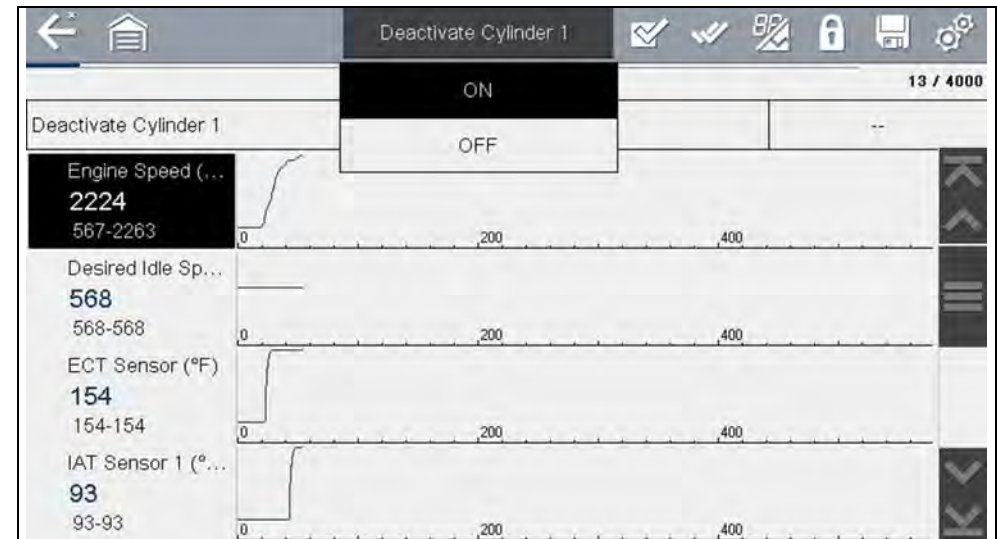 Deactivate Cylinder 1
13 / 4000
ON
Deactivate Cylinder 1
--
OFF
Engine Speed (...
2224
567-2263
0 200 400
Desired Idle Sp...
568
568-568
0 200 400
ECT Sensor (°F)
154
154-154
0 200 400
IAT Sensor 1 (°...
93
93-93
0 200 400